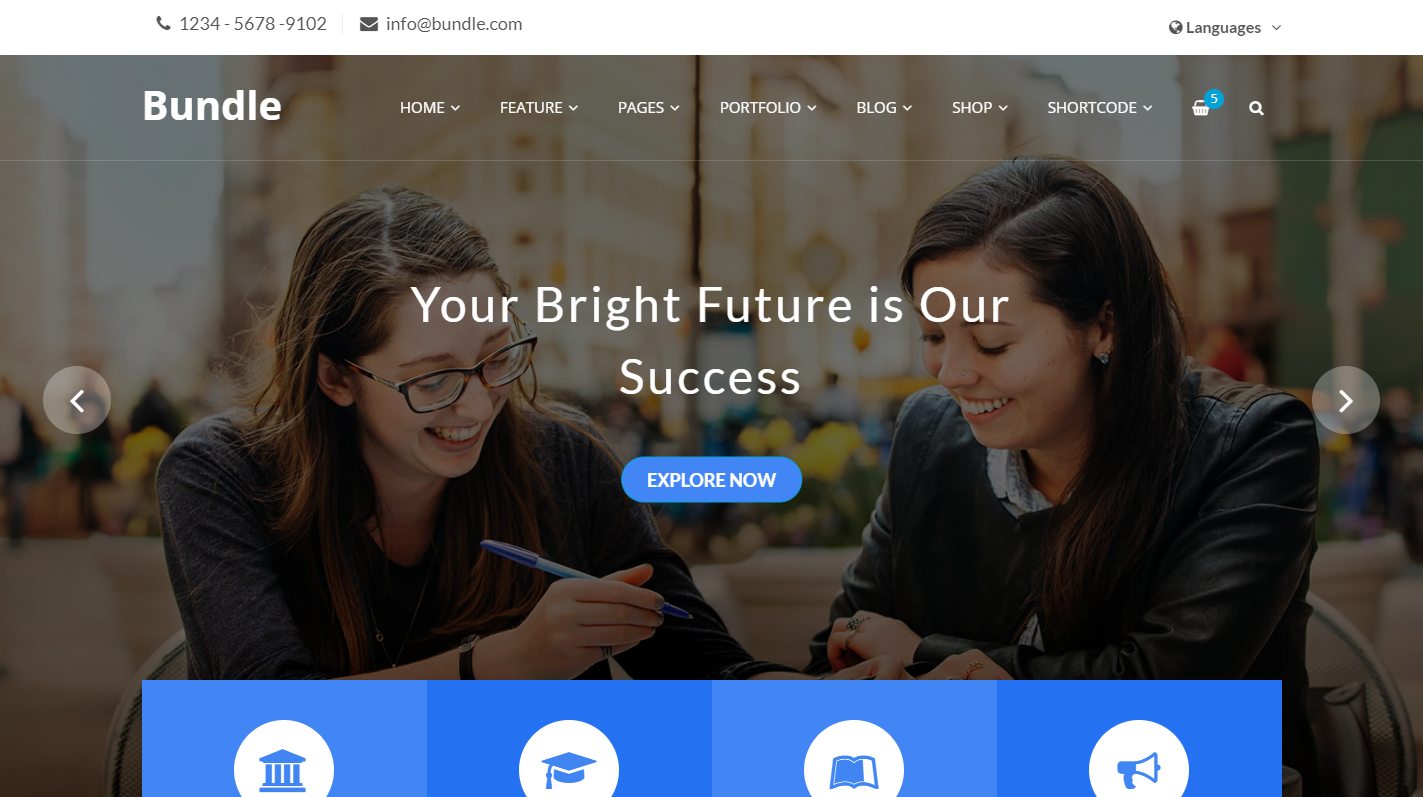 1234 - 5678 -9102
info@bundle.com
Languages
Bundle
HOME
FEATURE
PAGES
PORTFOLIO
BLOG
SHOP
SHORTCODE
5
Your Bright Future is Our
Success
EXPLORE NOW